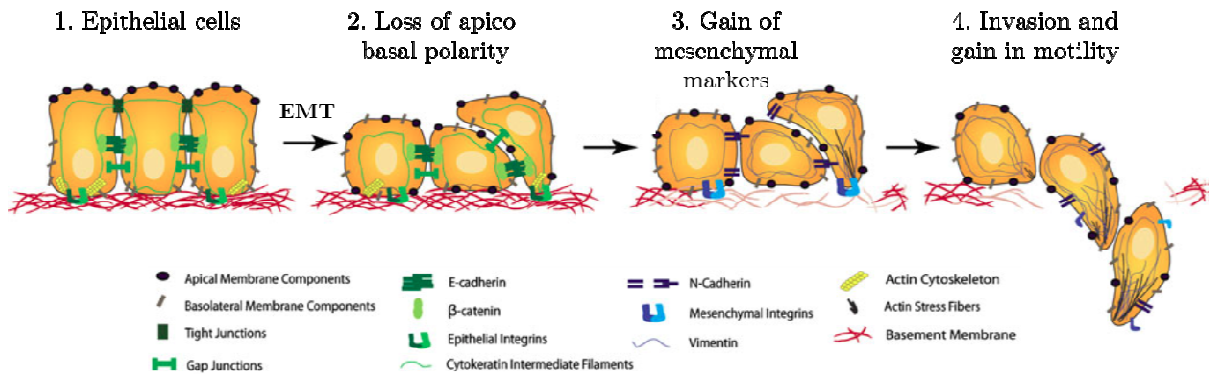 1. Epithelial cells
2. Loss of apico
basal polarity
3. Gain of
mesenchymal
markers
4. Invasion and
gain in motility
EMT
Apical Membrane Components
Basolateral Membrane Components
Tight Junctions
Gap Junctions
E-cadherin
β-catenin
Epithelial Integrins
Cytokeratin Intermediate Filaments
N-Cadherin
Mesenchymal Integrins
Vimentin
Actin Cytoskeleton
Actin Stress Fibers
Basement Membrane